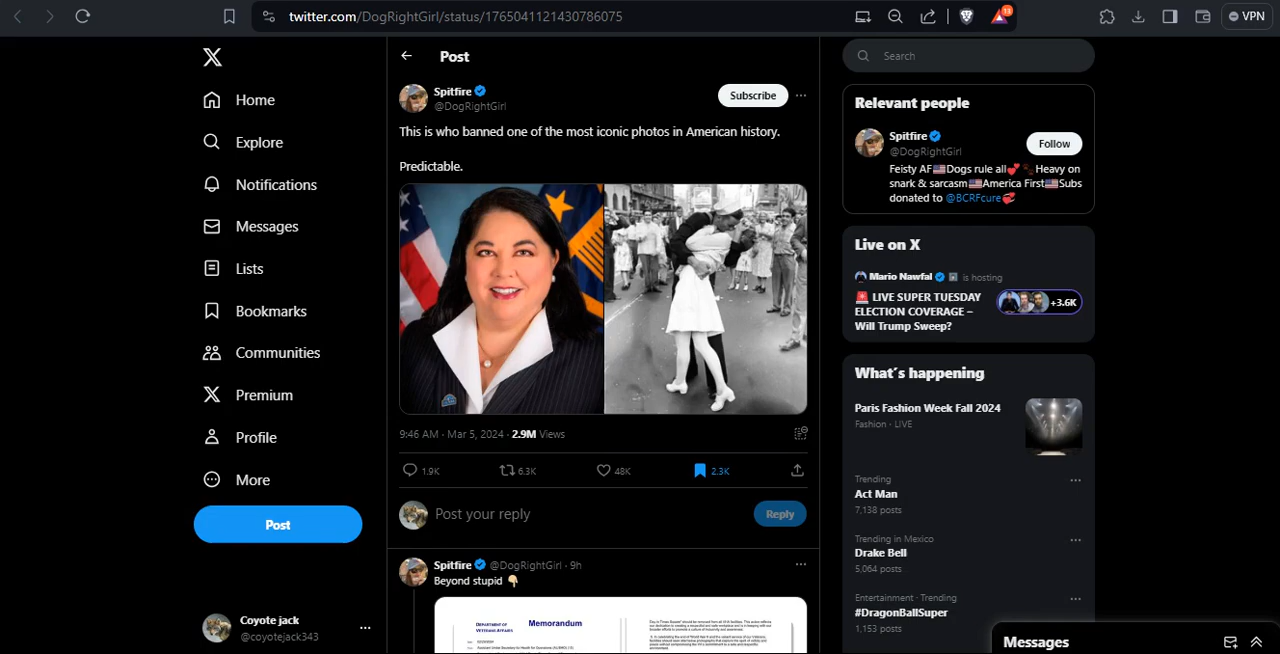 twitter.com/DogRightGirl/status/1765041121430786075
VPN
Home
Explore
Notifications
Messages
Lists
Bookmarks
Communities
Premium
Profile
More
Post
Coyote jack
@coyotejack343
Post
Spitfire
@DogRightGirl
Subscribe
This is who banned one of the most iconic photos in American history.
Predictable.
9:46 AM · Mar 5, 2024 · 2.9M Views
1.9K 6.3K 48K 2.3K
Post your reply
Reply
Spitfire @DogRightGirl · 9h
Beyond stupid
DEPARTMENT OF
VETERANS AFFAIRS
Memorandum
Search
Relevant people
Spitfire
@DogRightGirl
Follow
Feisty AF Dogs rule all Heavy on
snark & sarcasm America First Subs
donated to @BCRFcure
Live on X
Mario Nawfal is hosting
LIVE SUPER TUESDAY
ELECTION COVERAGE –
Will Trump Sweep?
+3.6K
What's happening
Paris Fashion Week Fall 2024
Fashion · LIVE
Trending
Act Man
7,138 posts
Trending in Mexico
Drake Bell
5,064 posts
Entertainment · Trending
#DragonBallSuper
1,153 posts
Messages